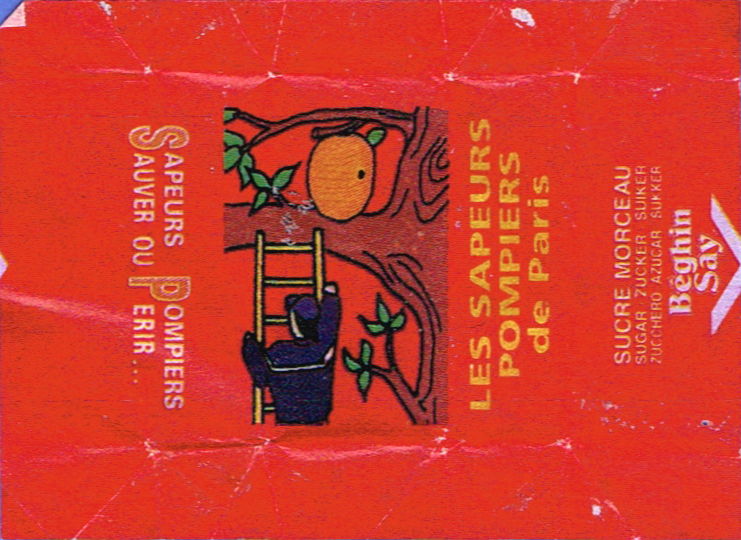 LES SAPEURS
POMPIERS
de Paris
SUCRE MORCEAU
SUGAR ZUCKER SUIKER
ZUCCHERO AZUCAR SUKKER
Béghin
Say
SAPEURS POMPIERS
SAUVER OU PERIR...